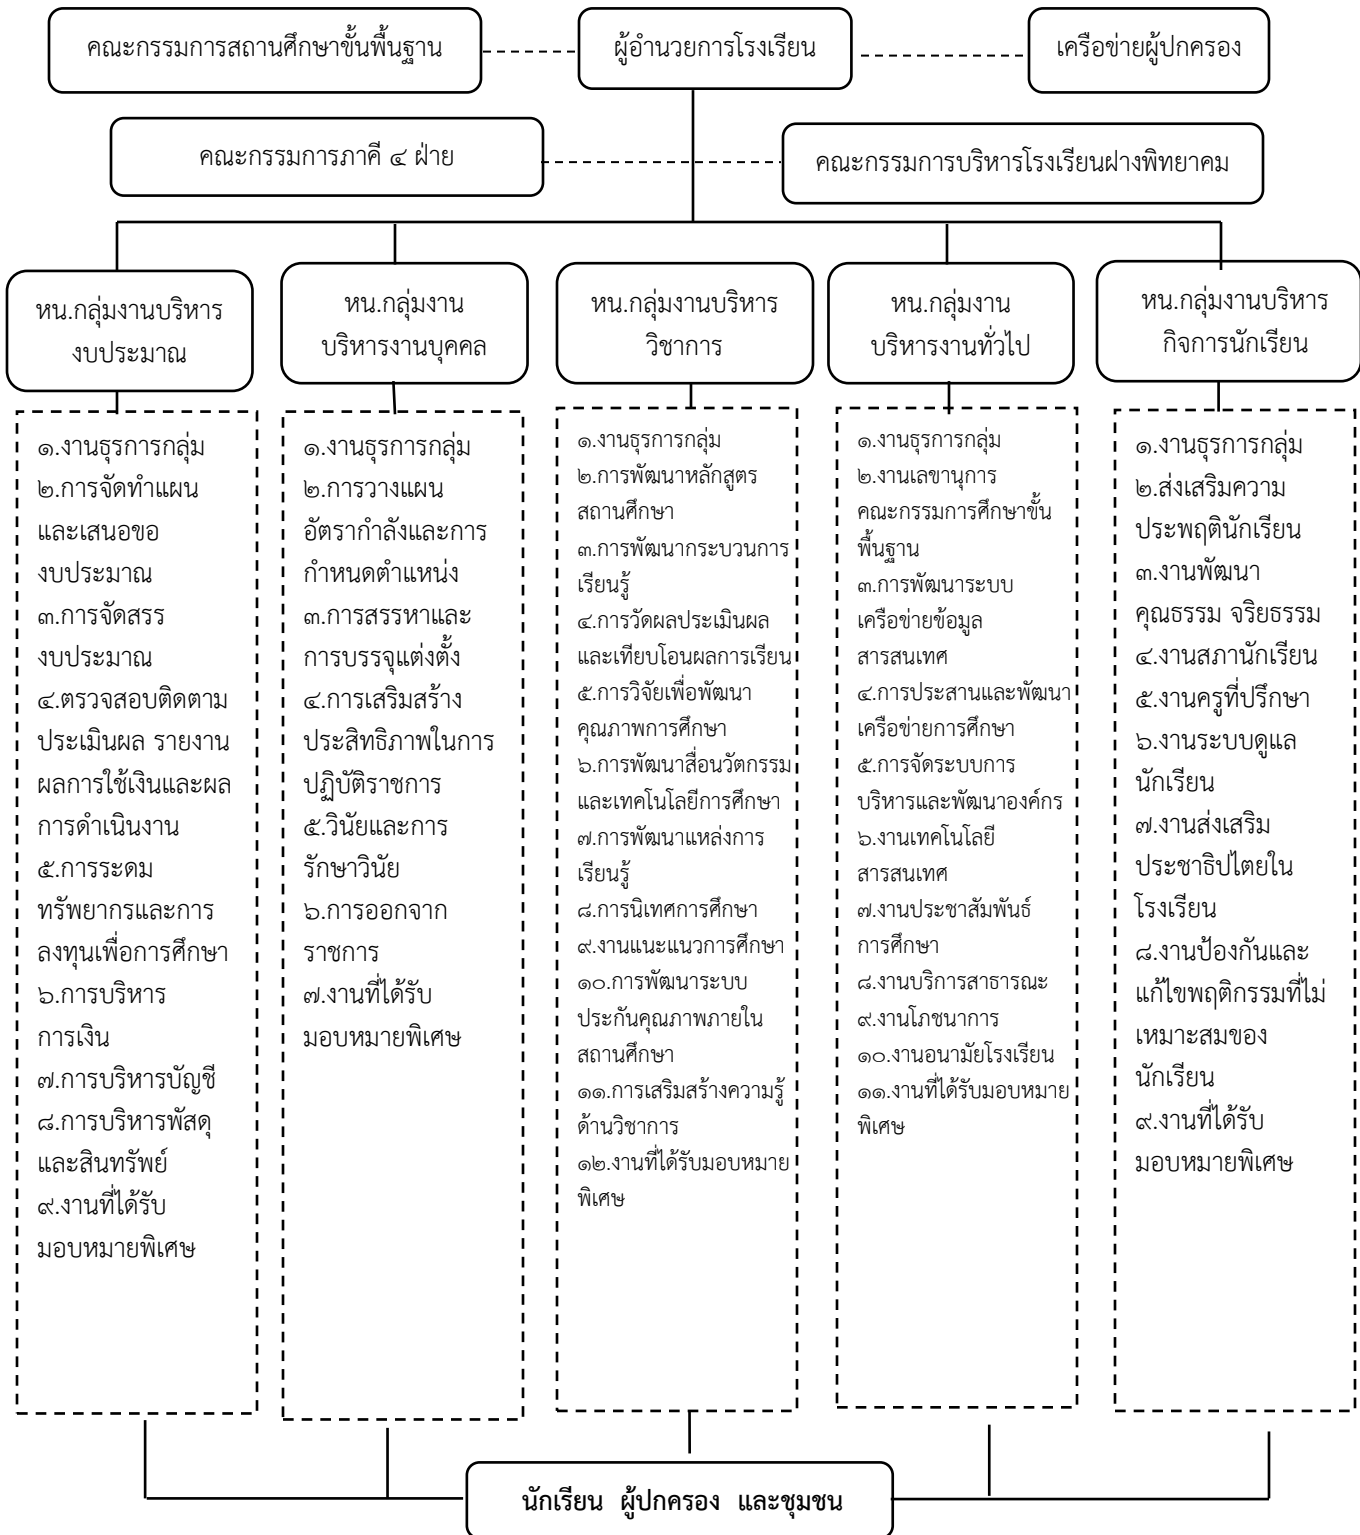 คณะกรรมการสถานศึกษาขั้นพื้นฐาน
ผู้อำนวยการโรงเรียน
เครือข่ายผู้ปกครอง
คณะกรรมการภาคี ๔ ฝ่าย
คณะกรรมการบริหารโรงเรียนฝางพิทยาคม
หน.กลุ่มงานบริหาร
งบประมาณ
หน.กลุ่มงาน
บริหารงานบุคคล
หน.กลุ่มงานบริหาร
วิชาการ
หน.กลุ่มงาน
บริหารงานทั่วไป
หน.กลุ่มงานบริหาร
กิจการนักเรียน
๑.งานธุรการกลุ่ม
๒.การจัดทำแผน
และเสนอขอ
งบประมาณ
๓.การจัดสรร
งบประมาณ
๔.ตรวจสอบติดตาม
ประเมินผล รายงาน
ผลการใช้เงินและผล
การดำเนินงาน
๕.การระดม
ทรัพยากรและการ
ลงทุนเพื่อการศึกษา
๖.การบริหาร
การเงิน
๗.การบริหารบัญชี
๘.การบริหารพัสดุ
และสินทรัพย์
๙.งานที่ได้รับ
มอบหมายพิเศษ
๑.งานธุรการกลุ่ม
๒.การวางแผน
อัตรากำลังและการ
กำหนดตำแหน่ง
๓.การสรรหาและ
การบรรจุแต่งตั้ง
๔.การเสริมสร้าง
ประสิทธิภาพในการ
ปฏิบัติราชการ
๕.วินัยและการ
รักษาวินัย
๖.การออกจาก
ราชการ
๗.งานที่ได้รับ
มอบหมายพิเศษ
๑.งานธุรการกลุ่ม
๒.การพัฒนาหลักสูตร
สถานศึกษา
๓.การพัฒนากระบวนการ
เรียนรู้
๔.การวัดผลประเมินผล
และเทียบโอนผลการเรียน
๕.การวิจัยเพื่อพัฒนา
คุณภาพการศึกษา
๖.การพัฒนาสื่อนวัตกรรม
และเทคโนโลยีการศึกษา
๗.การพัฒนาแหล่งการ
เรียนรู้
๘.การนิเทศการศึกษา
๙.งานแนะแนวการศึกษา
๑๐.การพัฒนาระบบ
ประกันคุณภาพภายใน
สถานศึกษา
๑๑.การเสริมสร้างความรู้
ด้านวิชาการ
๑๒.งานที่ได้รับมอบหมาย
พิเศษ
๑.งานธุรการกลุ่ม
๒.งานเลขานุการ
คณะกรรมการศึกษาขั้น
พื้นฐาน
๓.การพัฒนาระบบ
เครือข่ายข้อมูล
สารสนเทศ
๔.การประสานและพัฒนา
เครือข่ายการศึกษา
๕.การจัดระบบการ
บริหารและพัฒนาองค์กร
๖.งานเทคโนโลยี
สารสนเทศ
๗.งานประชาสัมพันธ์
การศึกษา
๘.งานบริการสาธารณะ
๙.งานโภชนาการ
๑๐.งานอนามัยโรงเรียน
๑๑.งานที่ได้รับมอบหมาย
พิเศษ
๑.งานธุรการกลุ่ม
๒.ส่งเสริมความ
ประพฤตินักเรียน
๓.งานพัฒนา
คุณธรรม จริยธรรม
๔.งานสภานักเรียน
๕.งานครูที่ปรึกษา
๖.งานระบบดูแล
นักเรียน
๗.งานส่งเสริม
ประชาธิปไตยใน
โรงเรียน
๘.งานป้องกันและ
แก้ไขพฤติกรรมที่ไม่
เหมาะสมของ
นักเรียน
๙.งานที่ได้รับ
มอบหมายพิเศษ
นักเรียน ผู้ปกครอง และชุมชน